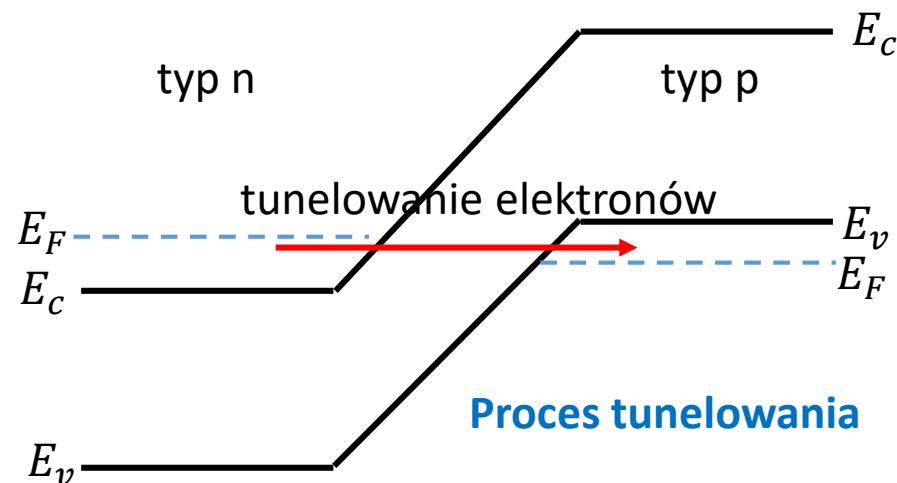 E_c
typ n
typ p
tunelowanie elektronów
E_F
E_v
E_c
E_F
Proces tunelowania
E_v